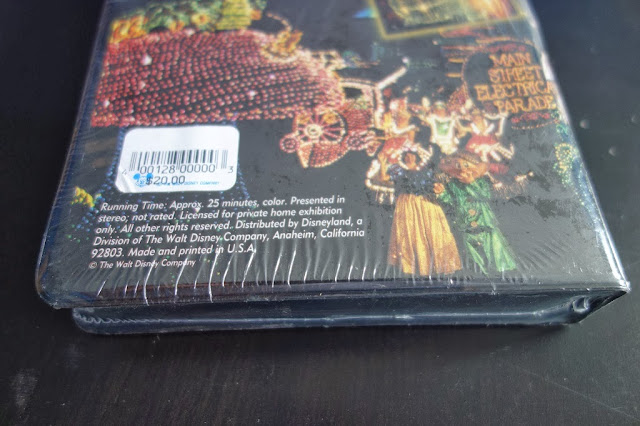 MAIN
STREET
ELECTRICAL
PARADE
400128000003
$20.00
Running Time: Approx. 25 minutes, color. Presented in
stereo; not rated. Licensed for private home exhibition
only. All other rights reserved. Distributed by Disneyland, a
Division of The Walt Disney Company, Anaheim, California
92803. Made and printed in U.S.A.
© The Walt Disney Company